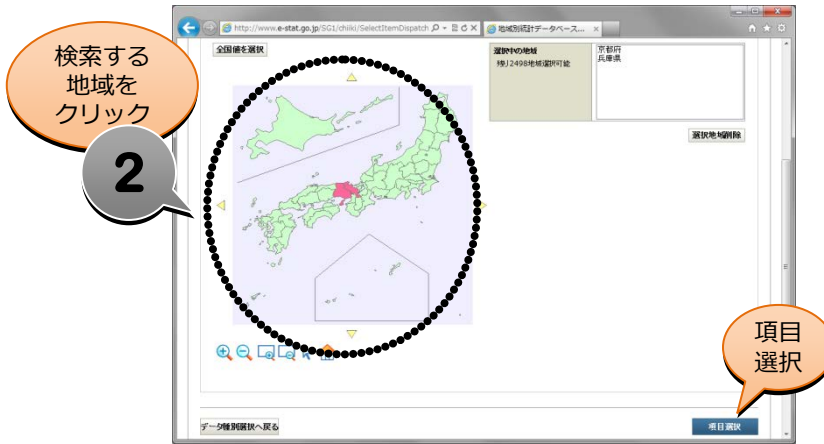 http://www.e-stat.go.jp/SG1/chiiki/SelectItemDispatch
地域別統計データベース...
検索する
地域を
クリック
2
全国値を選択
選択中の地域
残り2498地域選択可能
京都府
兵庫県
選択地域削除
項目
選択
データ種別選択へ戻る
項目選択